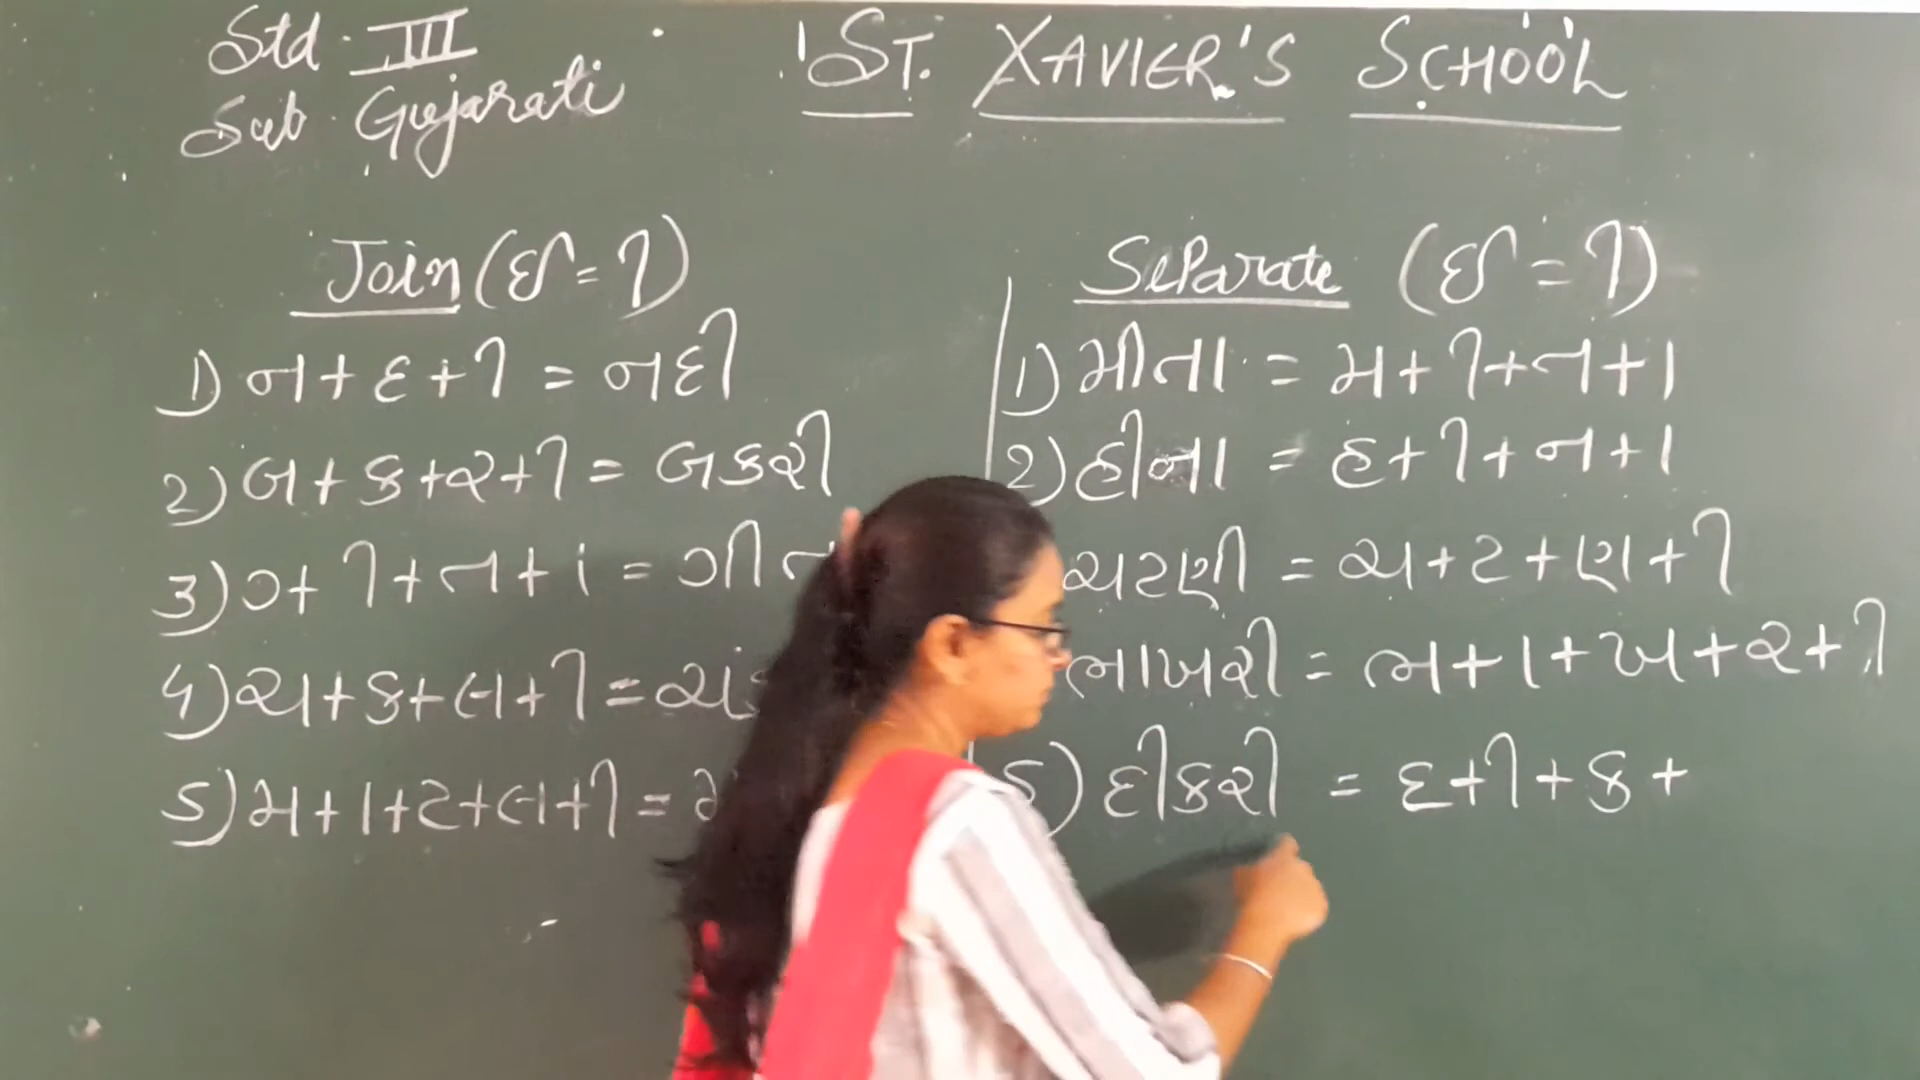 Std. III
Sub. Gujarati
ST. XAVIER'S SCHOOL
Join (ઈ = ી)
1) ન + દ + ી = નદી
2) બ + ક + ર + ી = બકરી
3) ગ + ી + ત + ા = ગીત
4) ચ + ક + લ + ી = ચ
5) મ + ા + ટ + લ + ી = મ
Separate (ઈ = ી)
1) મીના = મ + ી + ન + ા
2) હીના = હ + ી + ન + ા
ચટણી = ચ + ટ + ણ + ી
ભાખરી = ભ + ા + ખ + ર + ી
5) દીકરી = દ + ી + ક +